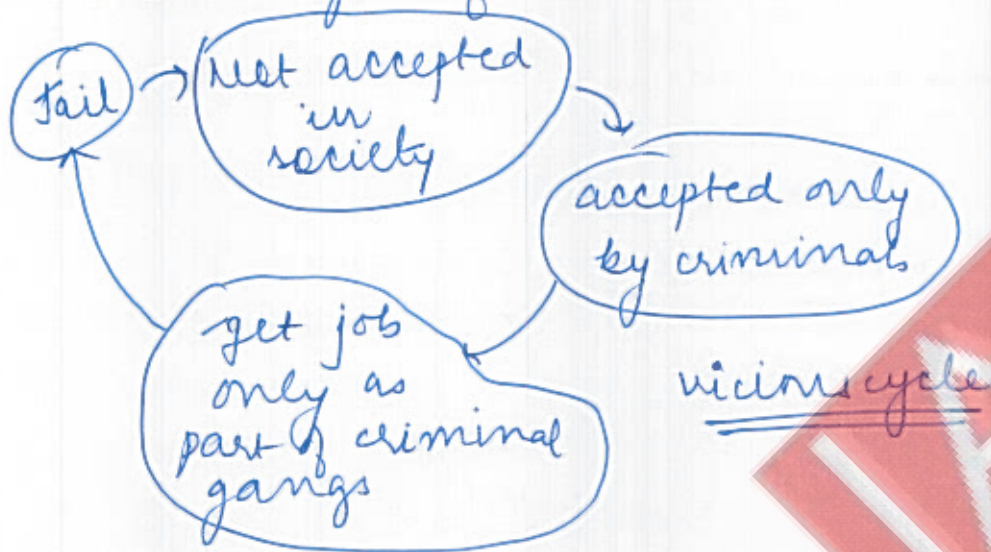 Jail
Not accepted
in
society
accepted only
by criminals
get job
only as
part of criminal
gangs
vicious cycle